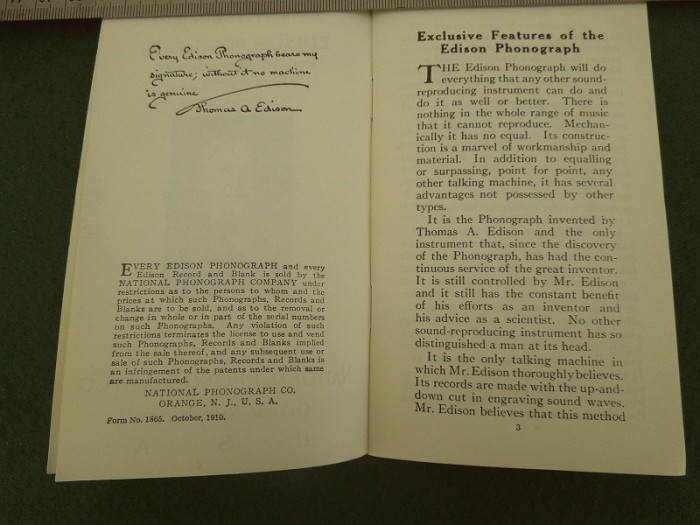 Every Edison Phonograph bears my
signature; without it no machine
is genuine
Thomas A Edison
EVERY EDISON PHONOGRAPH and every
Edison Record and Blank is sold by the
NATIONAL PHONOGRAPH COMPANY under
restrictions as to the persons to whom and the
prices at which such Phonographs, Records and
Blanks are to be sold, and as to the removal or
change in whole or in part of the serial numbers
on such Phonographs. Any violation of such
restrictions terminates the license to use and vend
such Phonographs, Records and Blanks implied
from the sale thereof, and any subsequent use or
sale of such Phonographs, Records and Blanks is
an infringement of the patents under which same
are manufactured.
NATIONAL PHONOGRAPH CO.
ORANGE, N. J., U. S. A.
Form No. 1865. October, 1910.
Exclusive Features of the
Edison Phonograph
THE Edison Phonograph will do
everything that any other sound-
reproducing instrument can do and
do it as well or better. There is
nothing in the whole range of music
that it cannot reproduce. Mechan-
ically it has no equal. Its construc-
tion is a marvel of workmanship and
material. In addition to equalling
or surpassing, point for point, any
other talking machine, it has several
advantages not possessed by other
types.
It is the Phonograph invented by
Thomas A. Edison and the only
instrument that, since the discovery
of the Phonograph, has had the con-
tinuous service of the great inventor.
It is still controlled by Mr. Edison
and it still has the constant benefit
of his efforts as an inventor and
his advice as a scientist. No other
sound-reproducing instrument has so
distinguished a man at its head.
It is the only talking machine in
which Mr. Edison thoroughly believes.
Its records are made with the up-and-
down cut in engraving sound waves.
Mr. Edison believes that this method
3